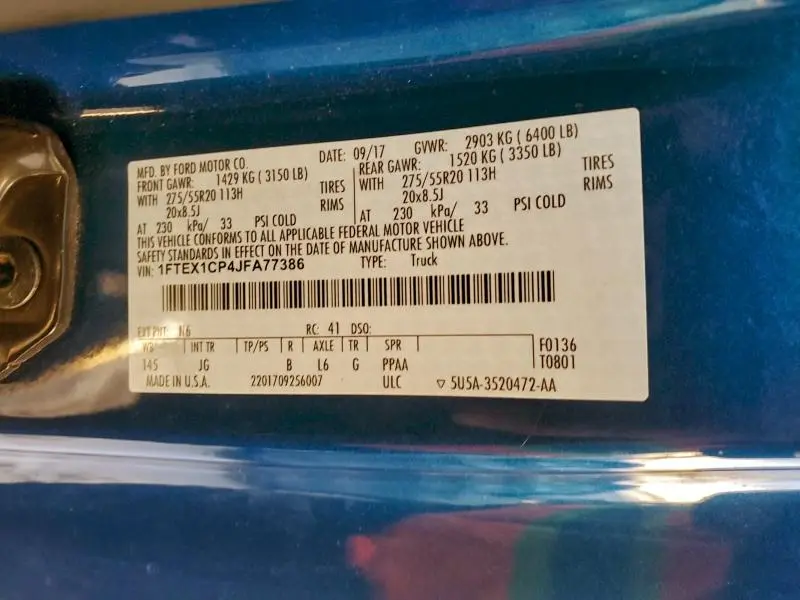 MFD. BY FORD MOTOR CO. DATE: 09/17 GVWR: 2903 KG ( 6400 LB)
FRONT GAWR: 1429 KG ( 3150 LB) REAR GAWR: 1520 KG ( 3350 LB)
WITH 275/55R20 113H TIRES WITH 275/55R20 113H TIRES
20x8.5J RIMS 20x8.5J RIMS
AT 230 kPa/ 33 PSI COLD AT 230 kPa/ 33 PSI COLD
THIS VEHICLE CONFORMS TO ALL APPLICABLE FEDERAL MOTOR VEHICLE
SAFETY STANDARDS IN EFFECT ON THE DATE OF MANUFACTURE SHOWN ABOVE.
VIN: 1FTEX1CP4JFA77386 TYPE: Truck
EXT PNT: N6 RC: 41 DSO:
WB INT TR TP/PS R AXLE TR SPR F0136
145 JG B L6 G PPAA T0801
MADE IN U.S.A. 2201709256007 ULC ▽ 5U5A-3520472-AA